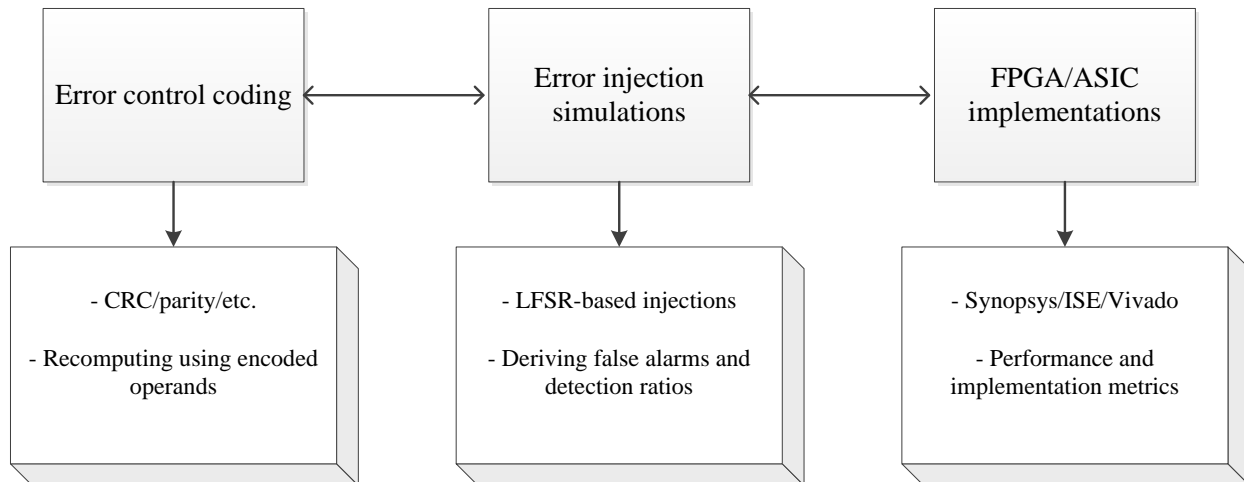 Error control coding
Error injection
simulations
FPGA/ASIC
implementations
- CRC/parity/etc.
- Recomputing using encoded
operands
- LFSR-based injections
- Deriving false alarms and
detection ratios
- Synopsys/ISE/Vivado
- Performance and
implementation metrics